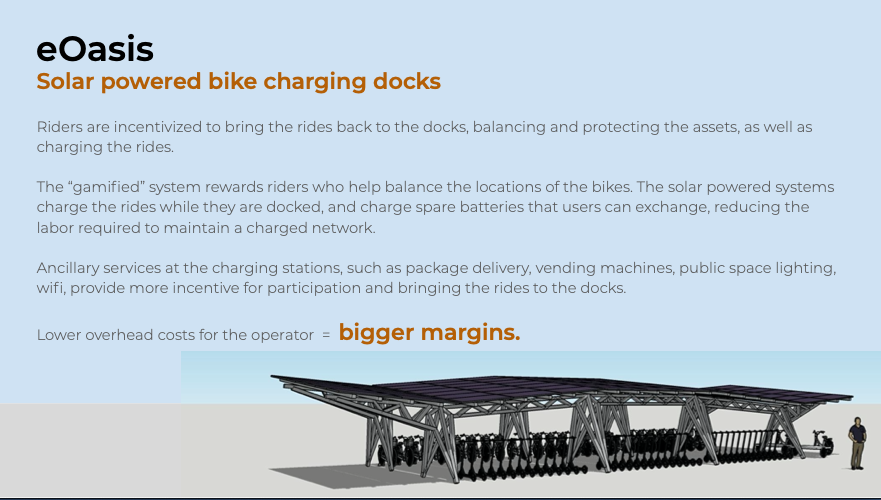 eOasis
Solar powered bike charging docks
Riders are incentivized to bring the rides back to the docks, balancing and protecting the assets, as well as
charging the rides.
The “gamified” system rewards riders who help balance the locations of the bikes. The solar powered systems
charge the rides while they are docked, and charge spare batteries that users can exchange, reducing the
labor required to maintain a charged network.
Ancillary services at the charging stations, such as package delivery, vending machines, public space lighting,
wifi, provide more incentive for participation and bringing the rides to the docks.
Lower overhead costs for the operator = bigger margins.